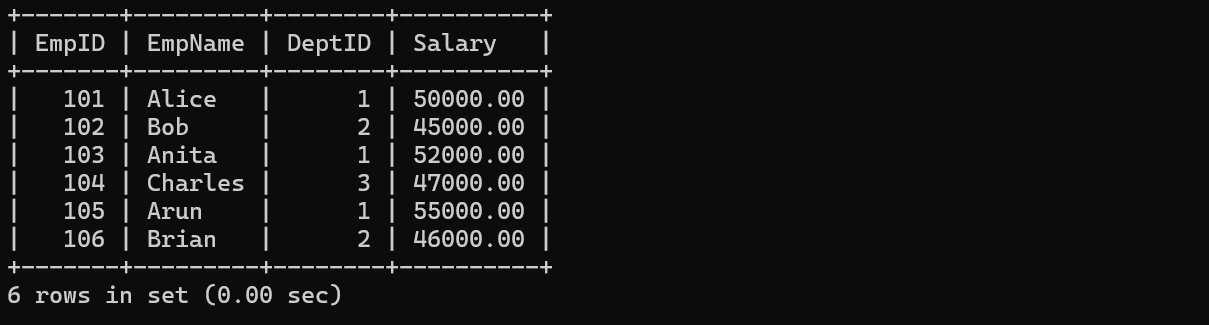 +-------+---------+--------+----------+
| EmpID | EmpName | DeptID | Salary   |
+-------+---------+--------+----------+
|   101 | Alice   |      1 | 50000.00 |
|   102 | Bob     |      2 | 45000.00 |
|   103 | Anita   |      1 | 52000.00 |
|   104 | Charles |      3 | 47000.00 |
|   105 | Arun    |      1 | 55000.00 |
|   106 | Brian   |      2 | 46000.00 |
+-------+---------+--------+----------+
6 rows in set (0.00 sec)